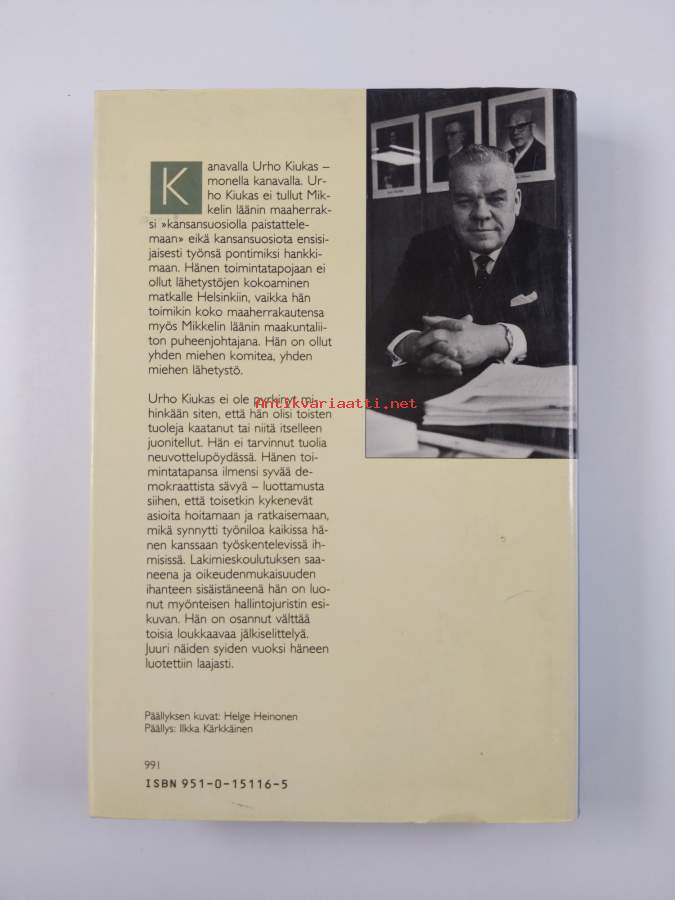 Kanavalla Urho Kiukas –
monella kanavalla. Ur-
ho Kiukas ei tullut Mik-
kelin läänin maaherrak-
si »kansansuosiolla paistattele-
maan» eikä kansansuosiota ensisi-
jaisesti työnsä pontimiksi hankki-
maan. Hänen toimintatapojaan ei
ollut lähetystöjen kokoaminen
matkalle Helsinkiin, vaikka hän
toimikin koko maaherrakautensa
myös Mikkelin läänin maakuntalii-
ton puheenjohtajana. Hän on ollut
yhden miehen komitea, yhden
miehen lähetystö.
Urho Kiukas ei ole pyrkinyt mi-
hinkään siten, että hän olisi toisten
tuoleja kaatanut tai niitä itselleen
juonitellut. Hän ei tarvinnut tuolia
neuvottelupöydässä. Hänen toi-
mintatapansa ilmensi syvää de-
mokraattista sävyä – luottamusta
siihen, että toisetkin kykenevät
asioita hoitamaan ja ratkaisemaan,
mikä synnytti työniloa kaikissa hä-
nen kanssaan työskentelevissä ih-
misissä. Lakimieskoulutuksen saa-
neena ja oikeudenmukaisuuden
ihanteen sisäistäneenä hän on luo-
nut myönteisen hallintojuristin esi-
kuvan. Hän on osannut välttää
toisia loukkaavaa jälkiselittelyä.
Juuri näiden syiden vuoksi häneen
luotettiin laajasti.
Päällyksen kuvat: Helge Heinonen
Päällys: Ilkka Kärkkäinen
991
ISBN 951-0-15116-5
Antikvariaatti.net